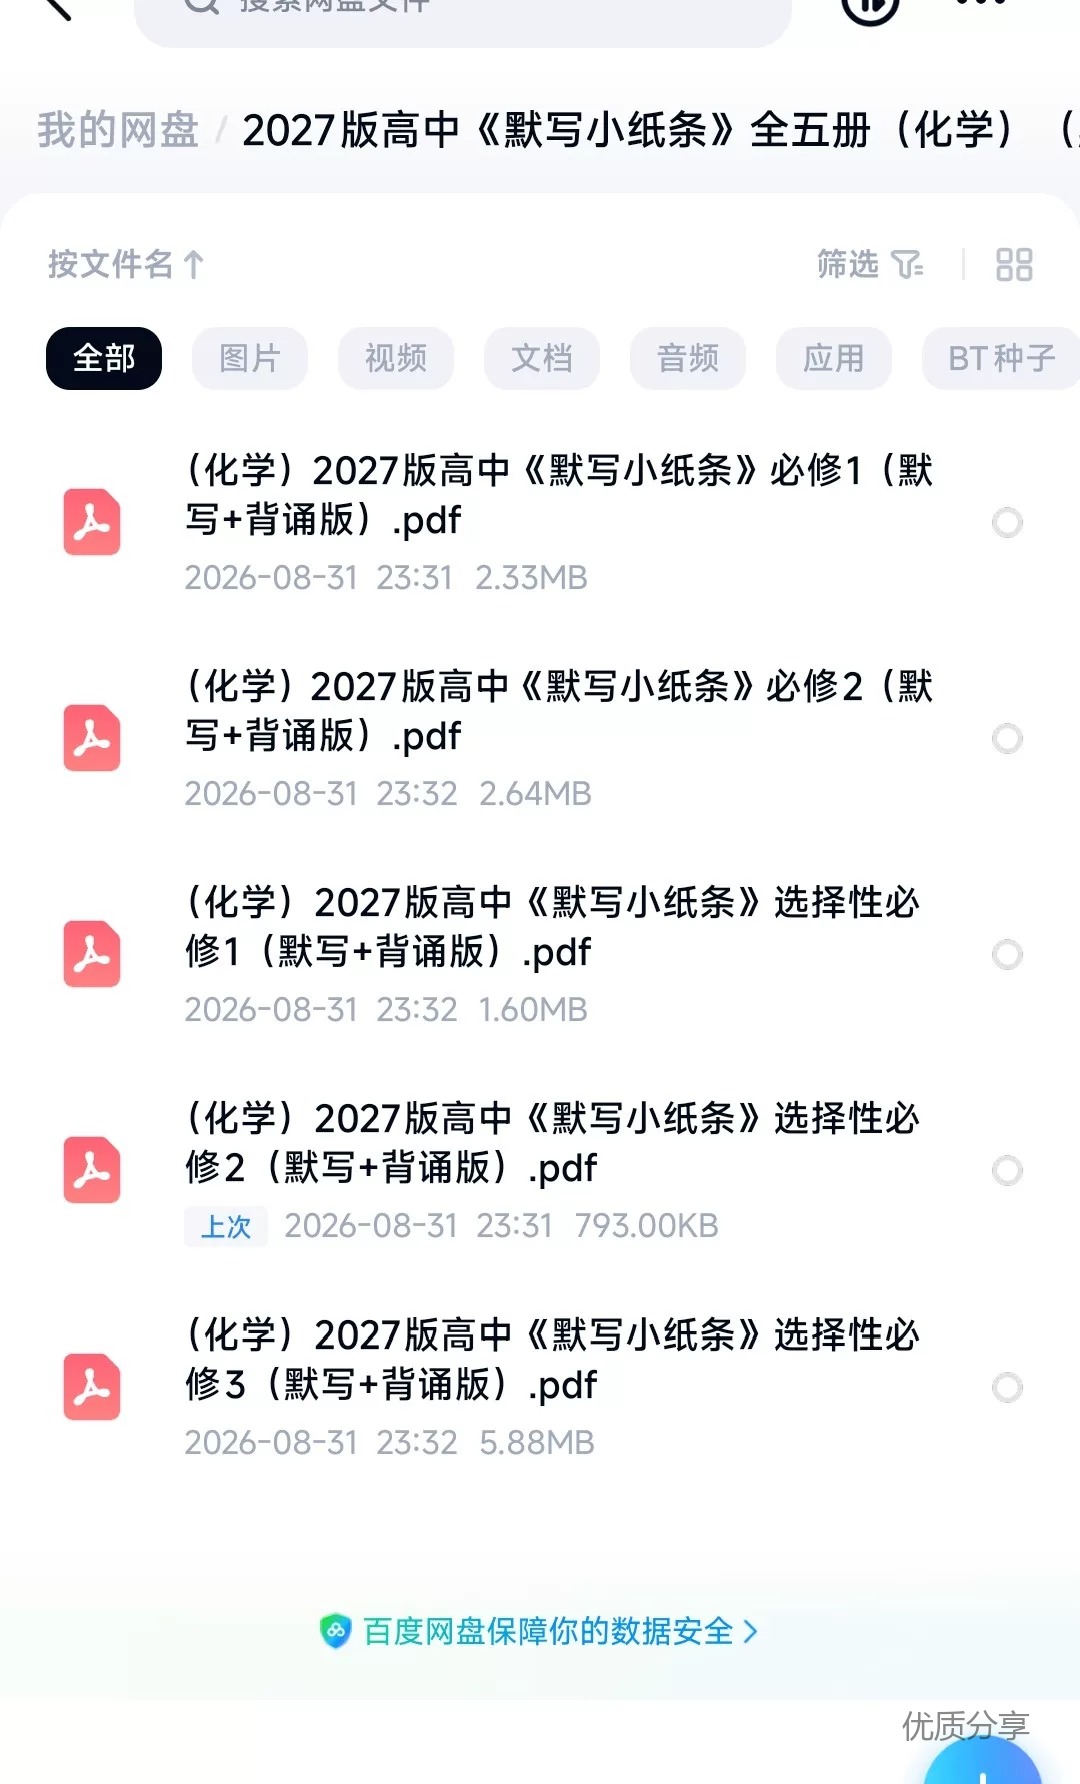 搜索网盘文件
我的网盘 / 2027版高中《默写小纸条》全五册（化学）（
按文件名↑
筛选
全部
图片
视频
文档
音频
应用
BT种子
（化学）2027版高中《默写小纸条》必修1（默
写+背诵版）.pdf
2026-08-31 23:31 2.33MB
（化学）2027版高中《默写小纸条》必修2（默
写+背诵版）.pdf
2026-08-31 23:32 2.64MB
（化学）2027版高中《默写小纸条》选择性必
修1（默写+背诵版）.pdf
2026-08-31 23:32 1.60MB
（化学）2027版高中《默写小纸条》选择性必
修2（默写+背诵版）.pdf
上次 2026-08-31 23:31 793.00KB
（化学）2027版高中《默写小纸条》选择性必
修3（默写+背诵版）.pdf
2026-08-31 23:32 5.88MB
百度网盘保障你的数据安全>
优质分享